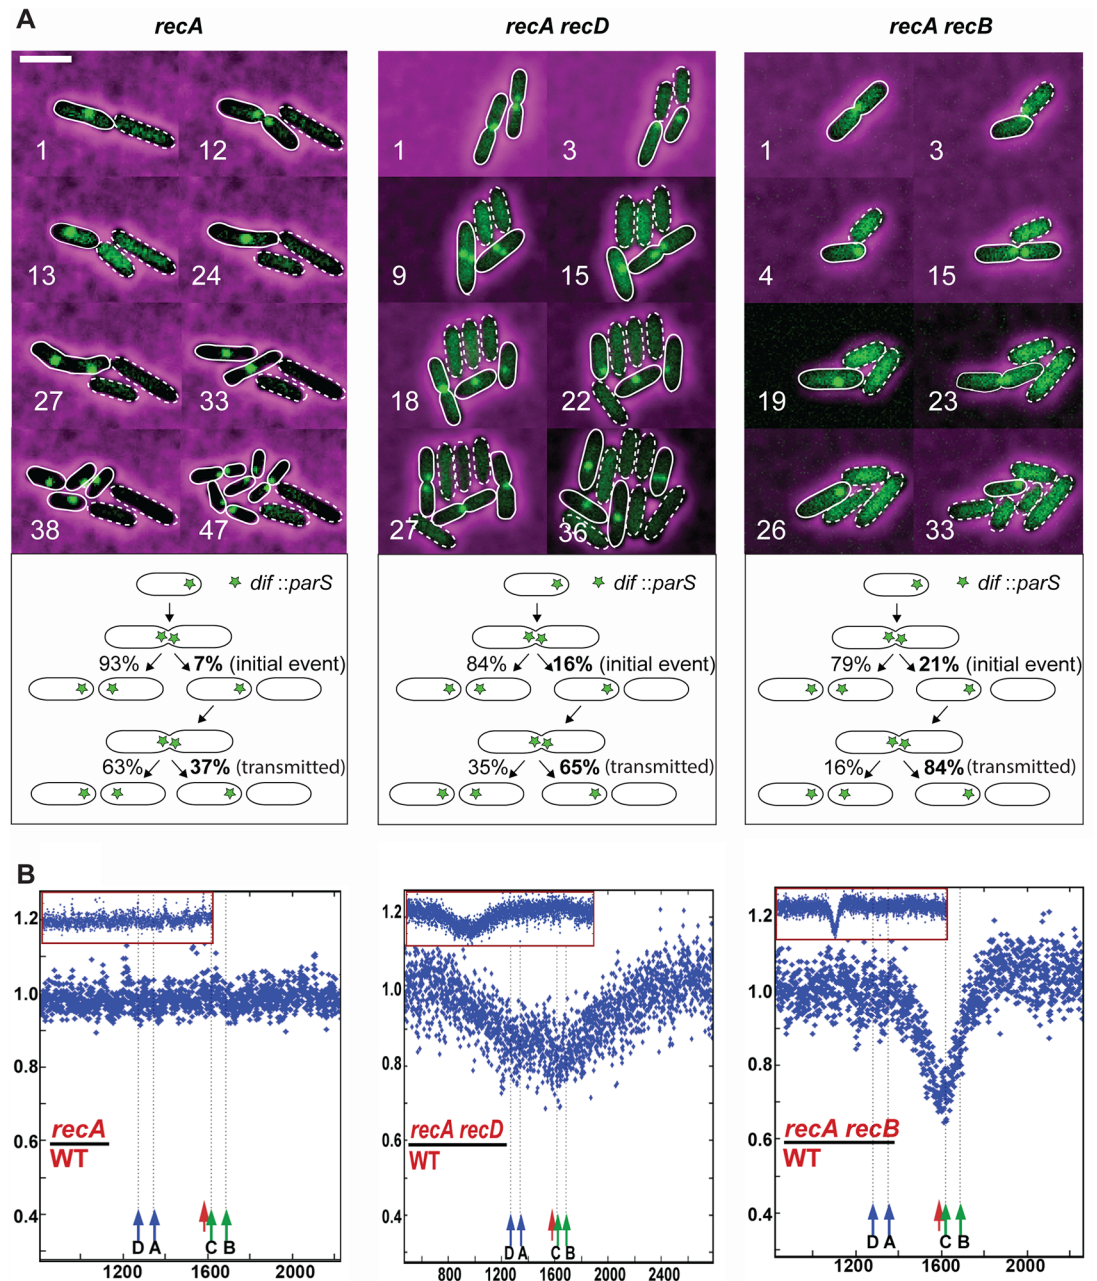 A
recA
recA recD
recA recB
1
12
1
3
1
3
13
24
9
15
4
15
27
33
18
22
19
23
38
47
27
36
26
33
dif ::parS
dif ::parS
dif ::parS
93%
7% (initial event)
84%
16% (initial event)
79%
21% (initial event)
63%
37% (transmitted)
35%
65% (transmitted)
16%
84% (transmitted)
B
1.2
1.0
0.8
0.6
0.4
recA
WT
D A C B
1200 1600 2000
1.2
1.0
0.8
0.6
0.4
recA recD
WT
D A C B
800 1200 1600 2000 2400
1.2
1.0
0.8
0.6
0.4
recA recB
WT
D A C B
1200 1600 2000